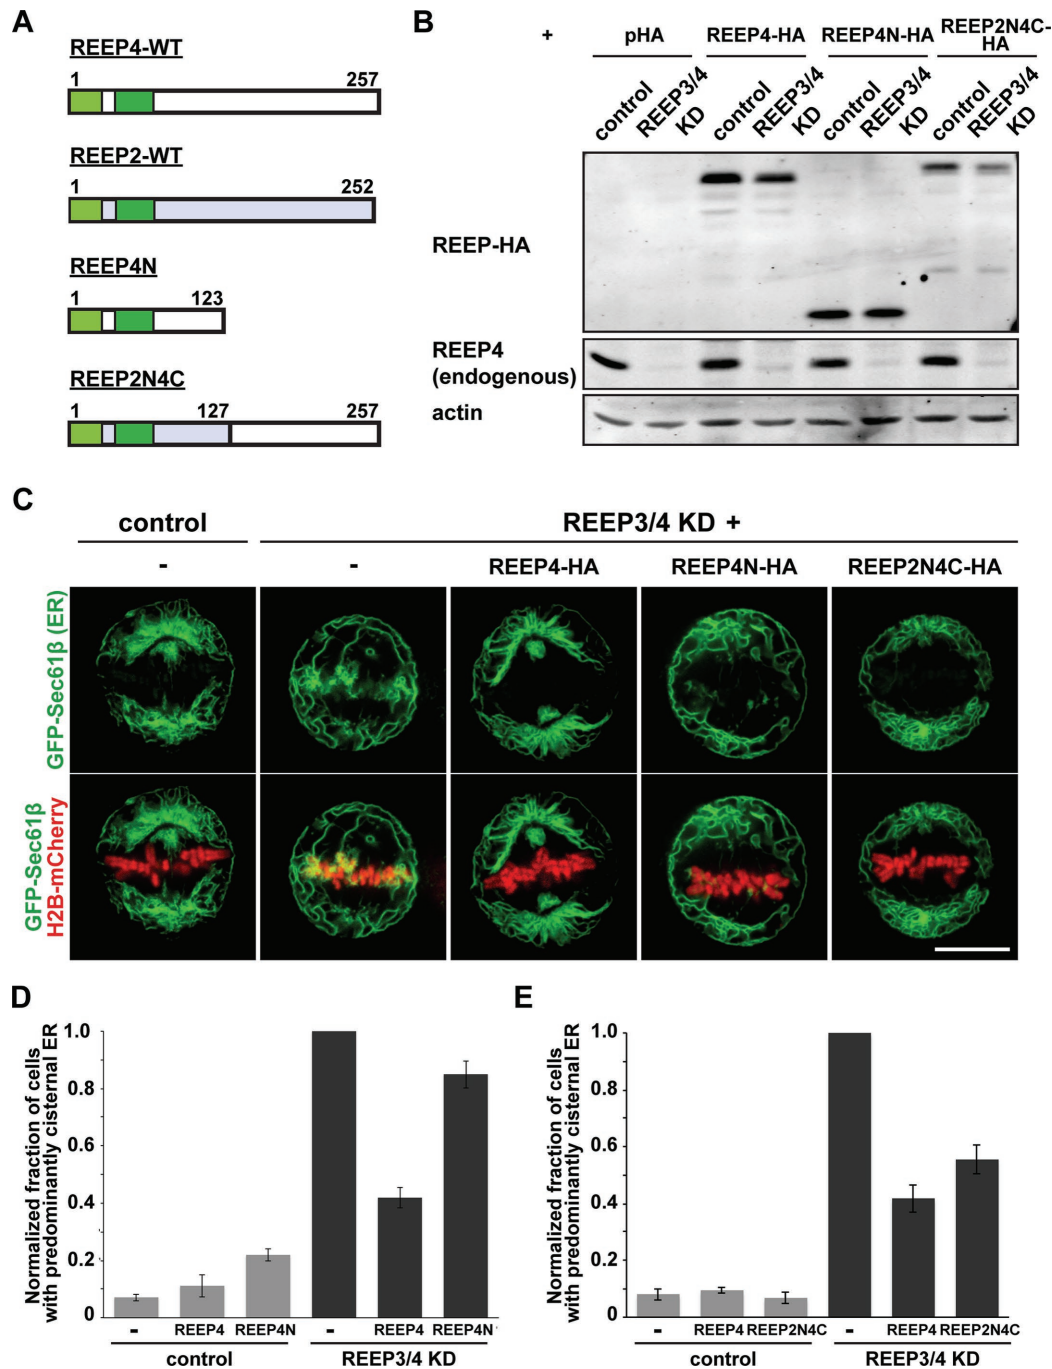 A
REEP4-WT
1 257
REEP2-WT
1 252
REEP4N
1 123
REEP2N4C
1 127 257
B
+ pHA REEP4-HA REEP4N-HA REEP2N4C-HA
control REEP3/4 KD control REEP3/4 KD control REEP3/4 KD control REEP3/4 KD
REEP-HA
REEP4
(endogenous)
actin
C
control REEP3/4 KD +
- - REEP4-HA REEP4N-HA REEP2N4C-HA
GFP-Sec61β (ER)
GFP-Sec61β
H2B-mCherry
D
Normalized fraction of cells
with predominantly cisternal ER
1.0
0.8
0.6
0.4
0.2
0
- REEP4 REEP4N - REEP4 REEP4N
control REEP3/4 KD
E
Normalized fraction of cells
with predominantly cisternal ER
1.0
0.8
0.6
0.4
0.2
0
- REEP4 REEP2N4C - REEP4 REEP2N4C
control REEP3/4 KD